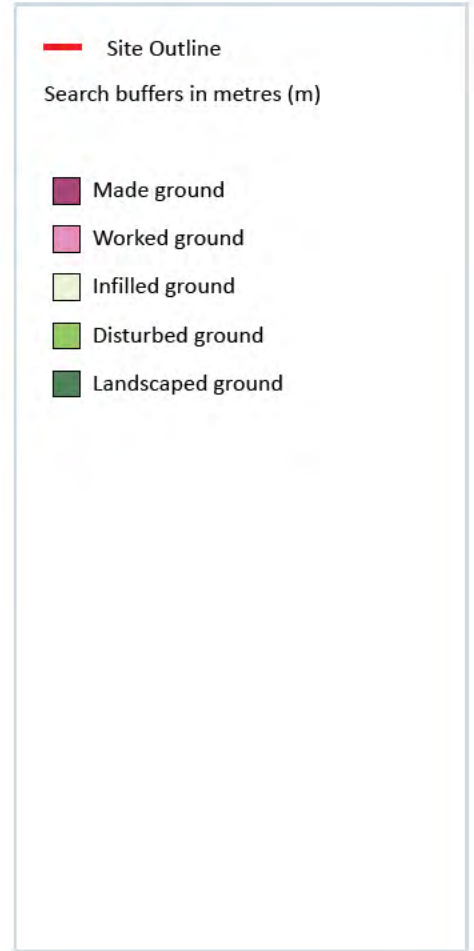 Site Outline
Search buffers in metres (m)
Made ground
Worked ground
Infilled ground
Disturbed ground
Landscaped ground